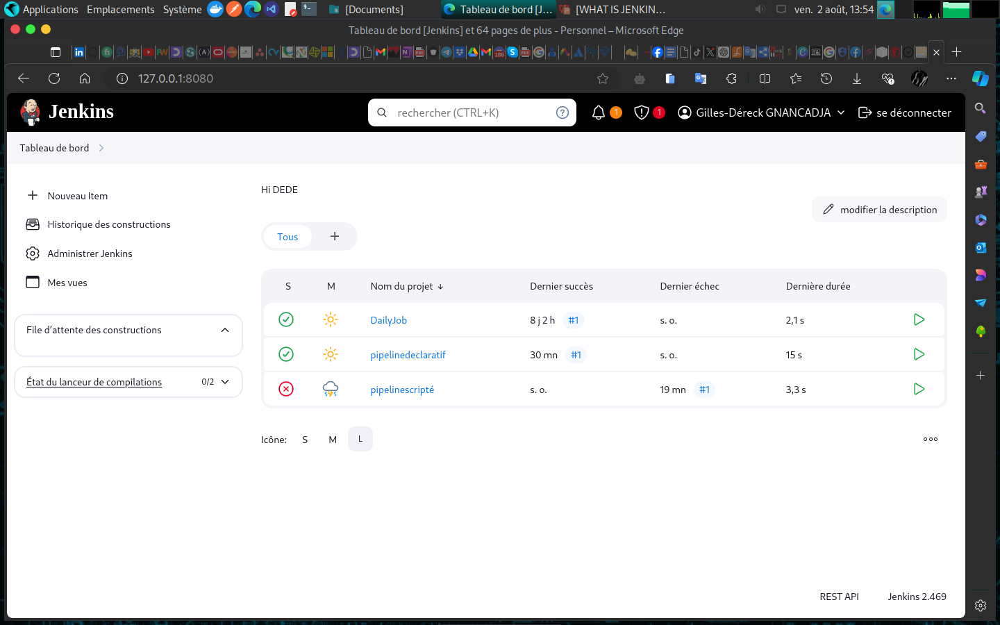 Applications Emplacements Système [Documents] Tableau de bord [J... [WHAT IS JENKIN... ven. 2 août, 13:54
Tableau de bord [Jenkins] et 64 pages de plus - Personnel – Microsoft Edge
127.0.0.1:8080
Jenkins rechercher (CTRL+K) 1 1 Gilles-Déreck GNANCADJA se déconnecter
Tableau de bord
Hi DEDE
Nouveau Item
modifier la description
Historique des constructions
Tous +
Administrer Jenkins
Mes vues
S M Nom du projet ↓ Dernier succès Dernier échec Dernière durée
DailyJob 8 j 2 h #1 s. o. 2,1 s
File d’attente des constructions
pipelinedeclaratif 30 mn #1 s. o. 15 s
État du lanceur de compilations 0/2
pipelinescripté s. o. 19 mn #1 3,3 s
Icône: S M L
REST API Jenkins 2.469